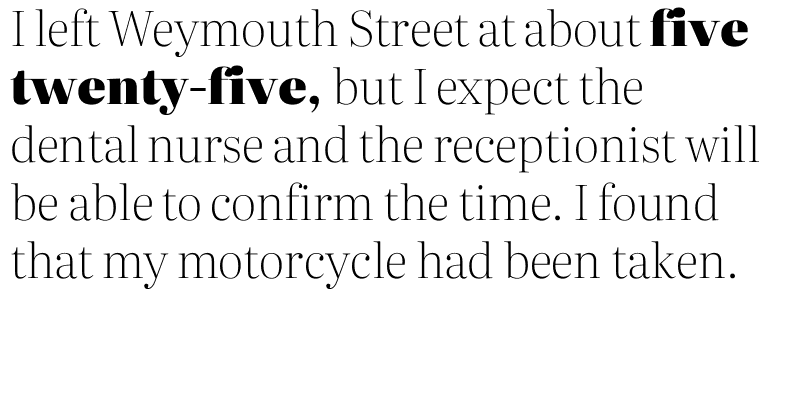 I left Weymouth Street at about five
twenty-five, but I expect the
dental nurse and the receptionist will
be able to confirm the time. I found
that my motorcycle had been taken.